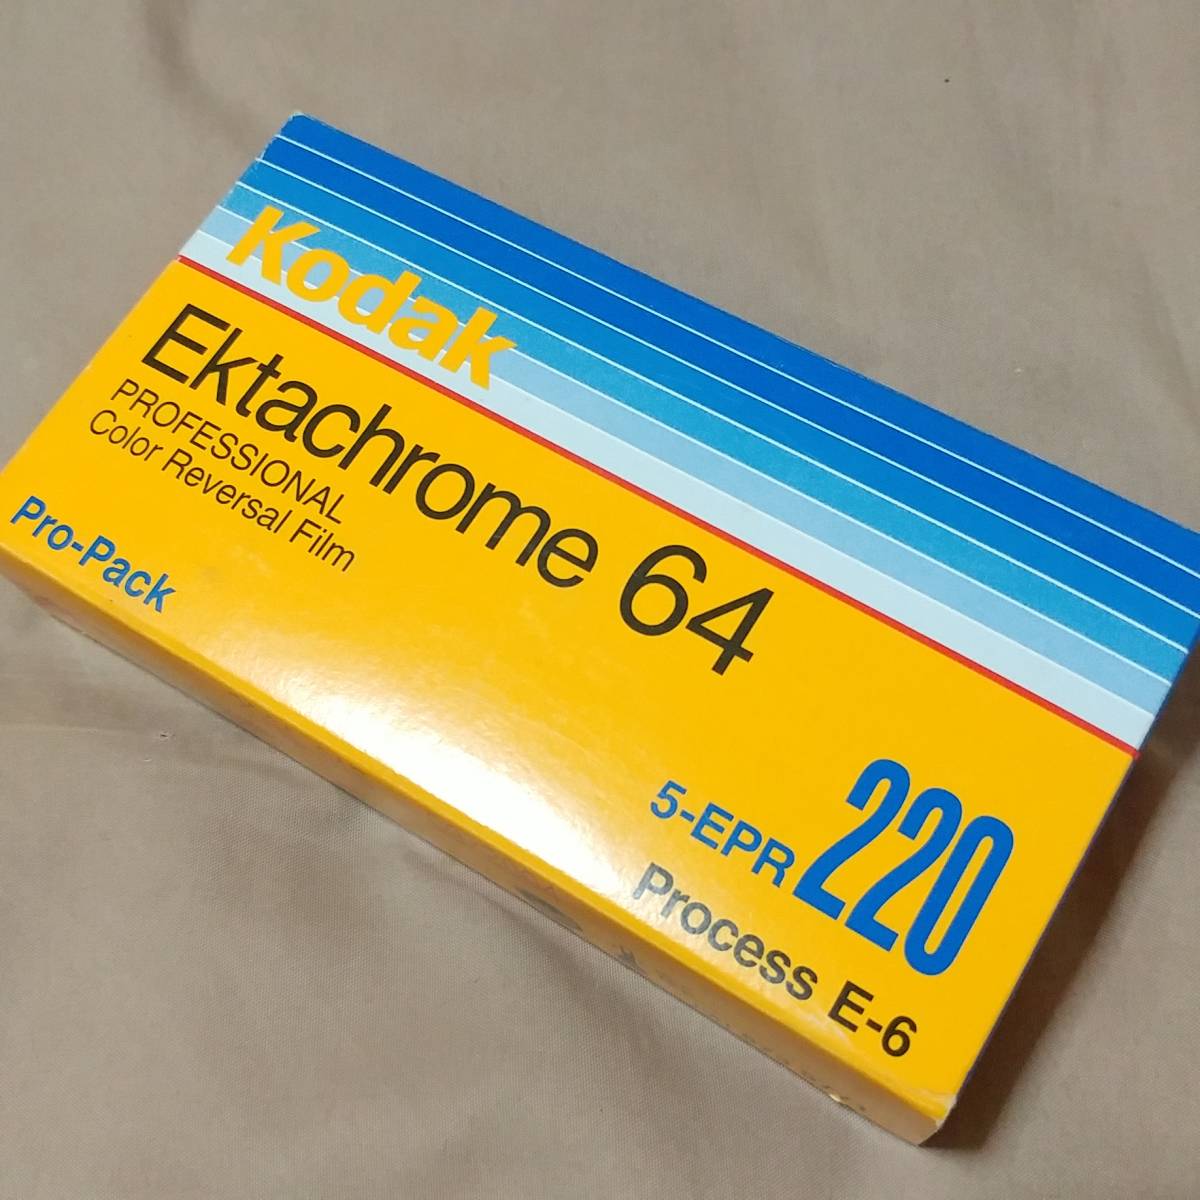 Kodak
Ektachrome 64
PROFESSIONAL
Color Reversal Film
Pro-Pack
5-EPR 220
Process E-6